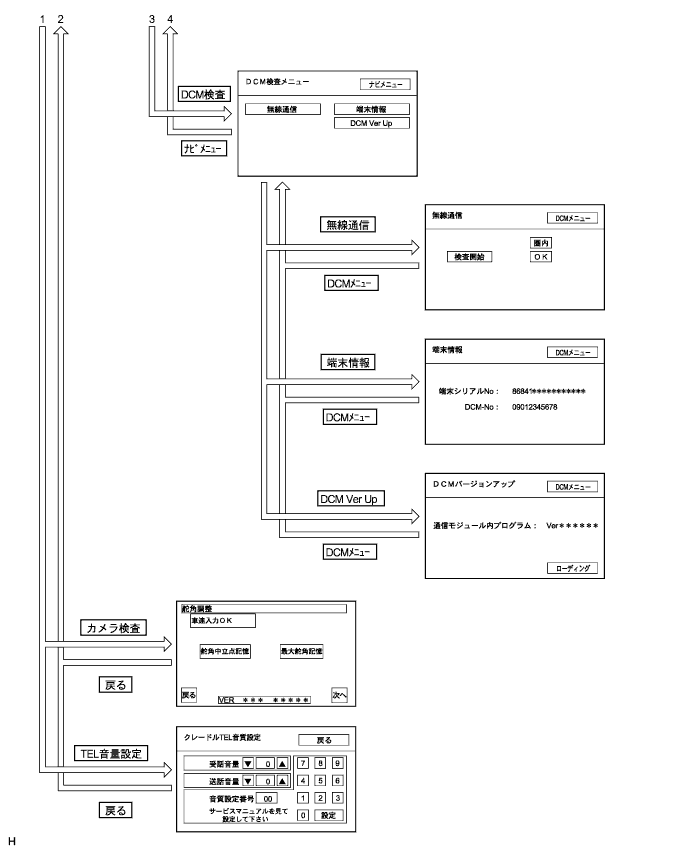 1 2 3 4
DCM検査メニュー
ナビメニュー
DCM検査
無線通信 端末情報
DCM Ver Up
ナビメニュー
無線通信
DCMメニュー
無線通信
圏内
検査開始 OK
DCMメニュー
端末情報
DCMメニュー
端末情報
端末シリアルNo : 86841***********
DCM-No : 09012345678
DCMメニュー
DCMバージョンアップ
DCMメニュー
DCM Ver Up
通信モジュール内プログラム : Ver******
DCMメニュー
ローディング
舵角調整
車速入力OK
カメラ検査
舵角中立点記憶 最大舵角記憶
戻る
戻る VER *** ***** 次へ
クレードルTEL音質設定
戻る
TEL音量設定
受話音量 ▼ 0 ▲ 7 8 9
送話音量 ▼ 0 ▲ 4 5 6
音質設定番号 00 1 2 3
戻る
サービスマニュアルを見て
設定して下さい
0 設定
H